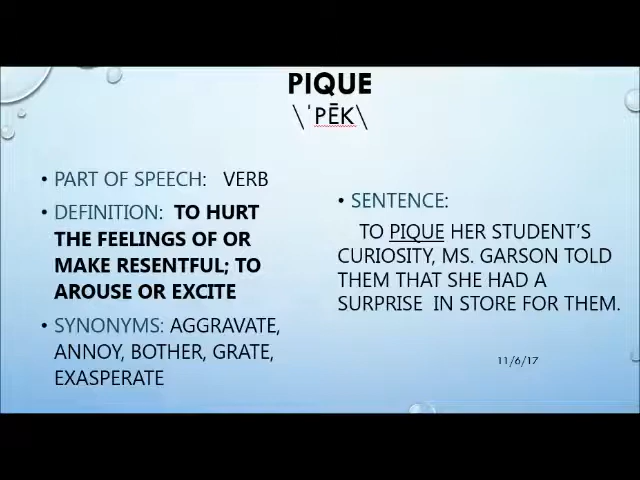 PIQUE
\ˈPĒK\
• PART OF SPEECH: VERB
• DEFINITION: TO HURT
THE FEELINGS OF OR
MAKE RESENTFUL; TO
AROUSE OR EXCITE
• SYNONYMS: AGGRAVATE,
ANNOY, BOTHER, GRATE,
EXASPERATE
• SENTENCE:
TO PIQUE HER STUDENT’S
CURIOSITY, MS. GARSON TOLD
THEM THAT SHE HAD A
SURPRISE IN STORE FOR THEM.
11/6/17